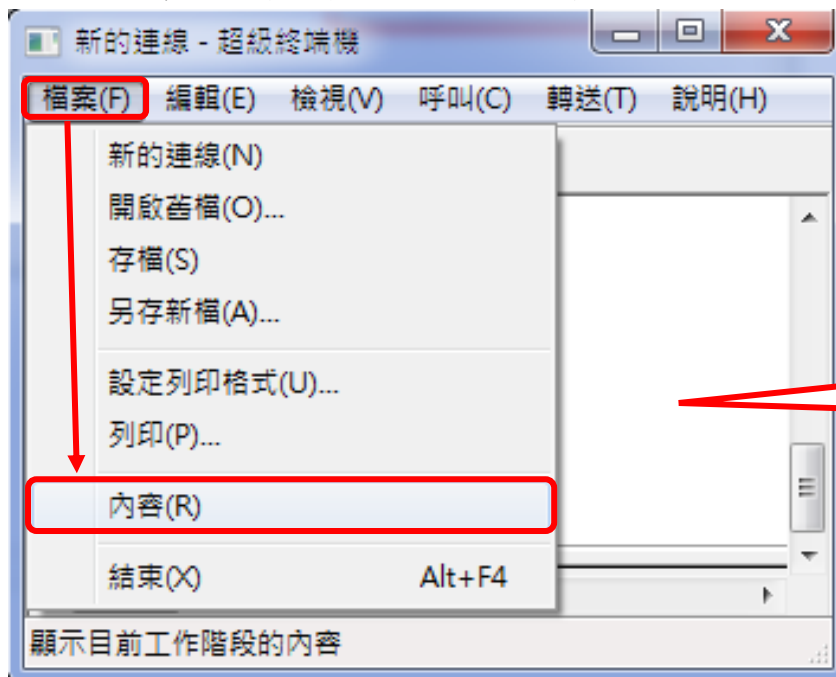 新的連線 - 超級終端機
檔案(F) 編輯(E) 檢視(V) 呼叫(C) 轉送(T) 說明(H)
新的連線(N)
開啟舊檔(O)...
存檔(S)
另存新檔(A)...
設定列印格式(U)...
列印(P)...
內容(R)
結束(X) Alt+F4
顯示目前工作階段的內容